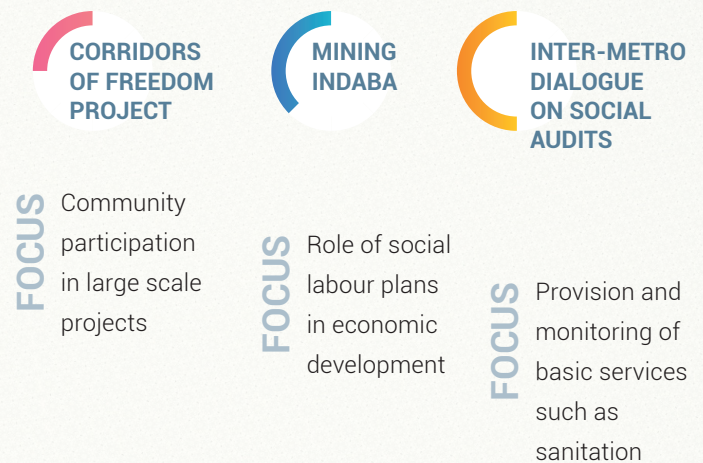 CORRIDORS
OF FREEDOM
PROJECT
FOCUS
Community
participation
in large scale
projects
MINING
INDABA
FOCUS
Role of social
labour plans
in economic
development
INTER-METRO
DIALOGUE
ON SOCIAL
AUDITS
FOCUS
Provision and
monitoring of
basic services
such as
sanitation